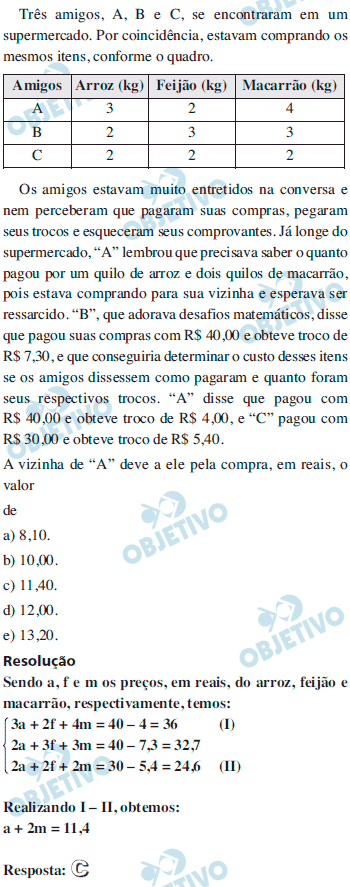 Três amigos, A, B e C, se encontraram em um
supermercado. Por coincidência, estavam comprando os
mesmos itens, conforme o quadro.
Amigos Arroz (kg) Feijão (kg) Macarrão (kg)
A 3 2 4
B 2 3 3
C 2 2 2
Os amigos estavam muito entretidos na conversa e
nem perceberam que pagaram suas compras, pegaram
seus trocos e esqueceram seus comprovantes. Já longe do
supermercado, “A” lembrou que precisava saber o quanto
pagou por um quilo de arroz e dois quilos de macarrão,
pois estava comprando para sua vizinha e esperava ser
ressarcido. “B”, que adorava desafios matemáticos, disse
que pagou suas compras com R$ 40,00 e obteve troco de
R$ 7,30, e que conseguiria determinar o custo desses itens
se os amigos dissessem como pagaram e quanto foram
seus respectivos trocos. “A” disse que pagou com
R$ 40,00 e obteve troco de R$ 4,00, e “C” pagou com
R$ 30,00 e obteve troco de R$ 5,40.
A vizinha de “A” deve a ele pela compra, em reais, o
valor
de
a) 8,10.
b) 10,00.
c) 11,40.
d) 12,00.
e) 13,20.
Resolução
Sendo a, f e m os preços, em reais, do arroz, feijão e
macarrão, respectivamente, temos:
3a + 2f + 4m = 40 – 4 = 36 (I)
2a + 3f + 3m = 40 – 7,3 = 32,7
2a + 2f + 2m = 30 – 5,4 = 24,6 (II)
Realizando I – II, obtemos:
a + 2m = 11,4
Resposta: C
OBJETIVO
OBJETIVO
OBJETIVO
OBJETIVO
OBJETIVO
OBJETIVO
OBJETIVO